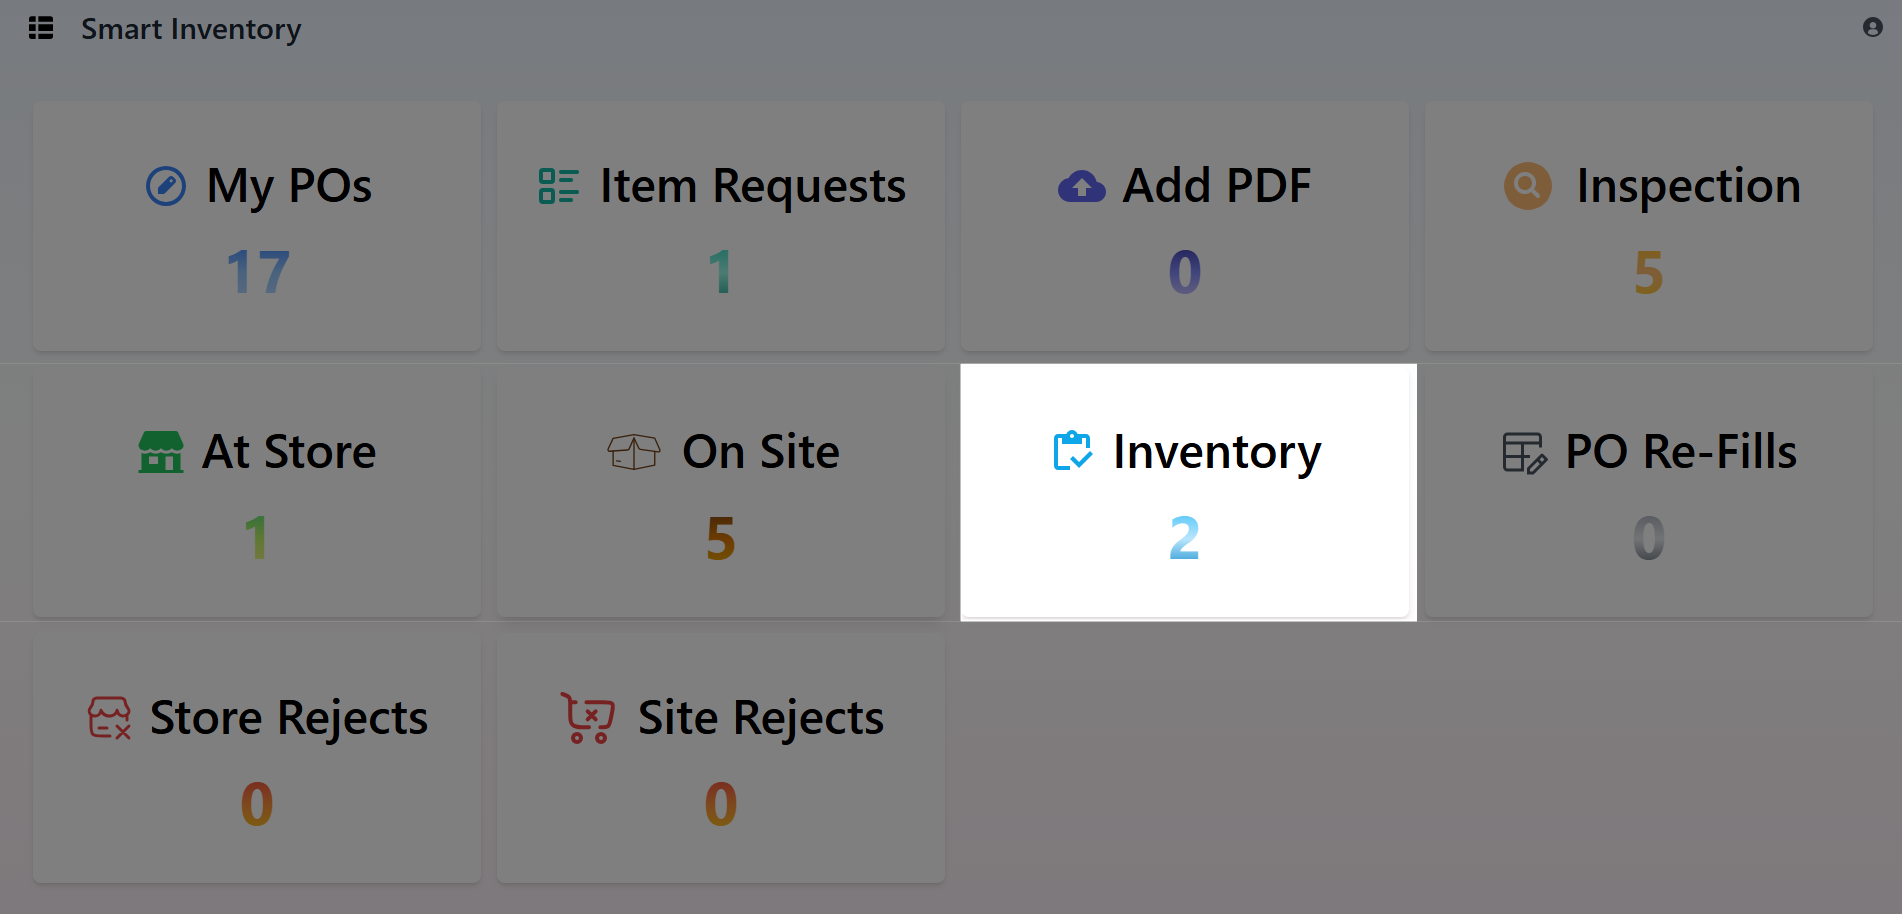 Smart Inventory
My POs
17
Item Requests
1
Add PDF
0
Inspection
5
At Store
1
On Site
5
Inventory
2
PO Re-Fills
0
Store Rejects
0
Site Rejects
0